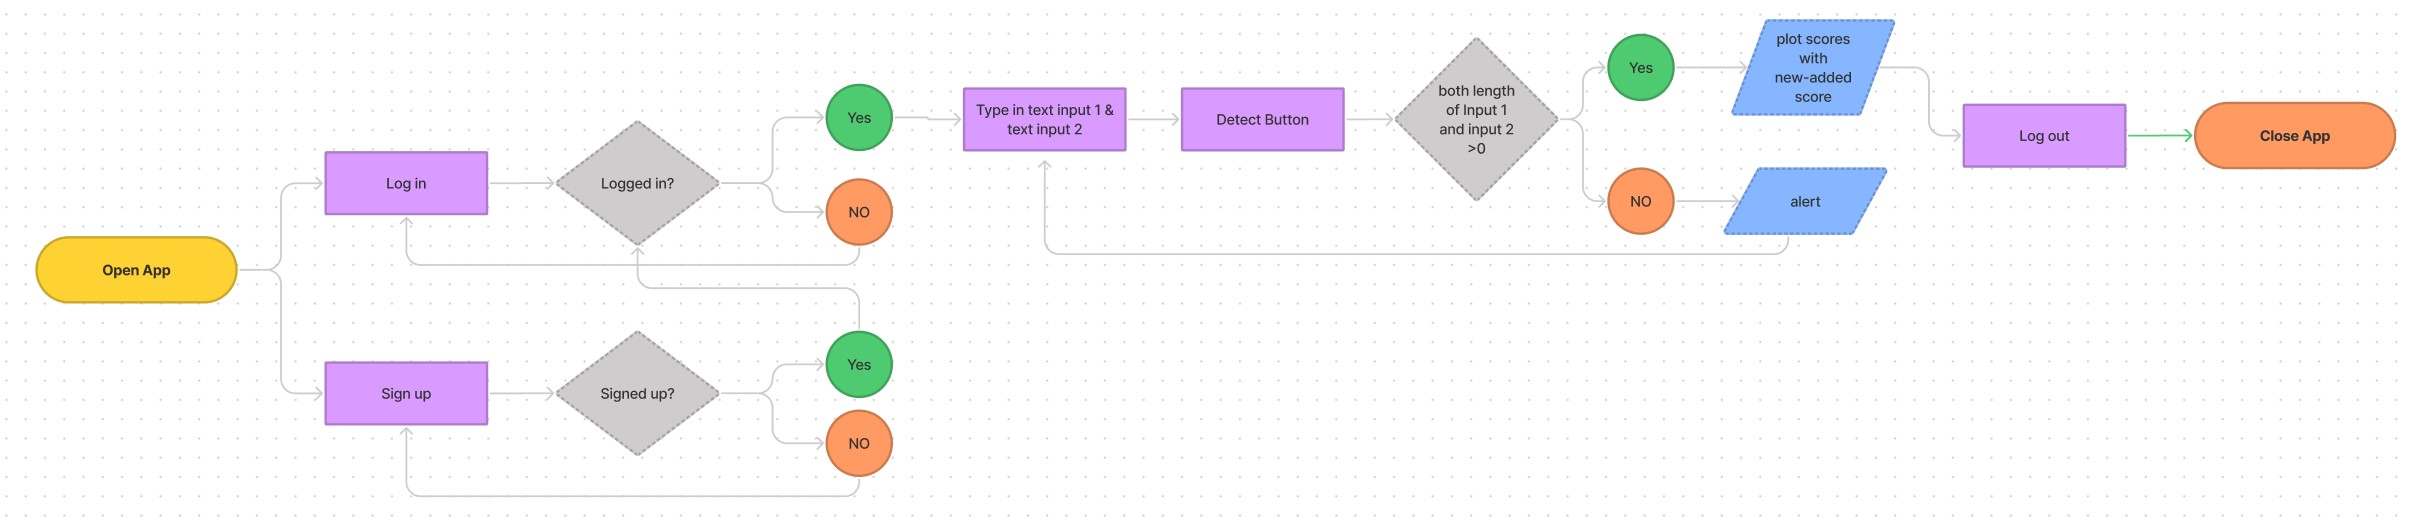 Open App
Log in
Logged in?
Yes
NO
Sign up
Signed up?
Yes
NO
Type in text input 1 &
text input 2
Detect Button
both length
of Input 1
and input 2
>0
Yes
NO
plot scores
with
new-added
score
alert
Log out
Close App